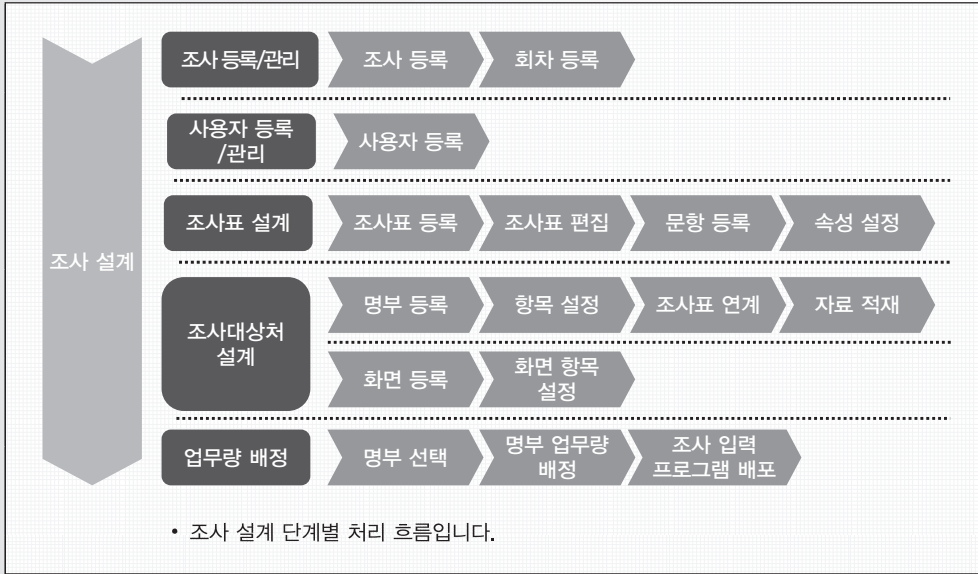 조사 설계
조사 등록/관리
조사 등록
회차 등록
사용자 등록
/관리
사용자 등록
조사표 설계
조사표 등록
조사표 편집
문항 등록
속성 설정
조사대상처
설계
명부 등록
항목 설정
조사표 연계
자료 적재
화면 등록
화면 항목
설정
업무량 배정
명부 선택
명부 업무량
배정
조사 입력
프로그램 배포
• 조사 설계 단계별 처리 흐름입니다.